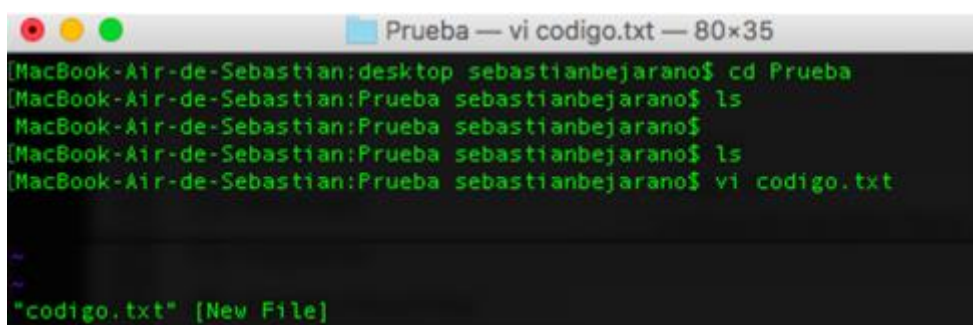 Prueba — vi codigo.txt — 80×35
[MacBook-Air-de-Sebastian:desktop sebastianbejarano$ cd Prueba
[MacBook-Air-de-Sebastian:Prueba sebastianbejarano$ ls
MacBook-Air-de-Sebastian:Prueba sebastianbejarano$
[MacBook-Air-de-Sebastian:Prueba sebastianbejarano$ ls
[MacBook-Air-de-Sebastian:Prueba sebastianbejarano$ vi codigo.txt
~
~
"codigo.txt" [New File]